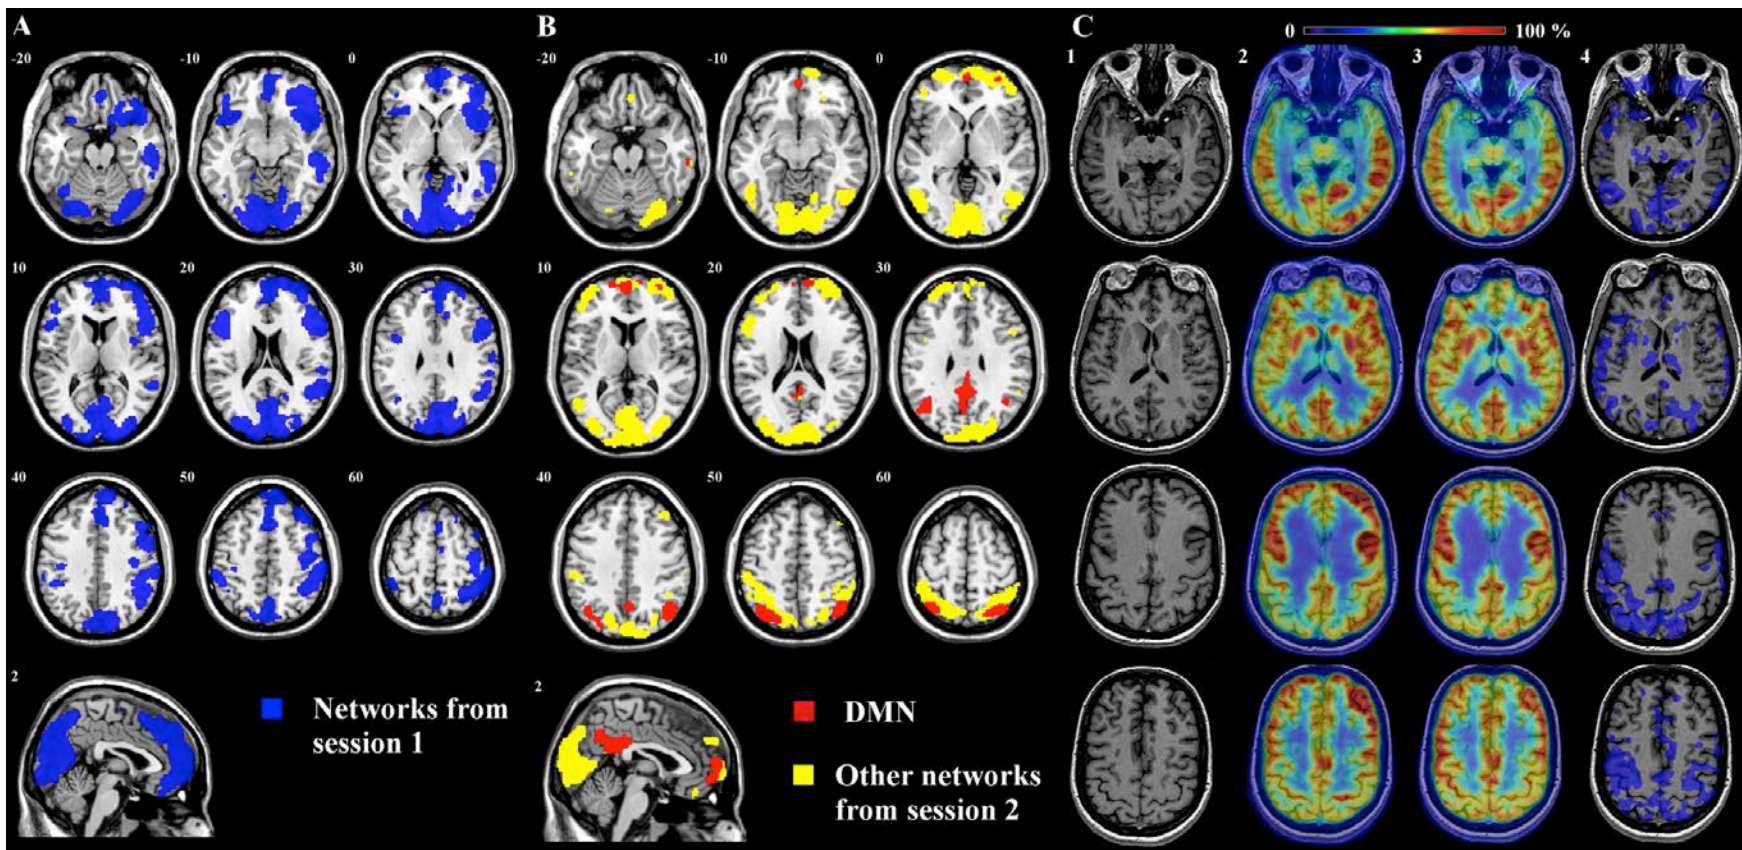 A
B
C
0 100 %
-20 -10 0
-20 -10 0
1 2 3 4
10 20 30
10 20 30
40 50 60
40 50 60
2
Networks from
session 1
2
DMN
Other networks
from session 2